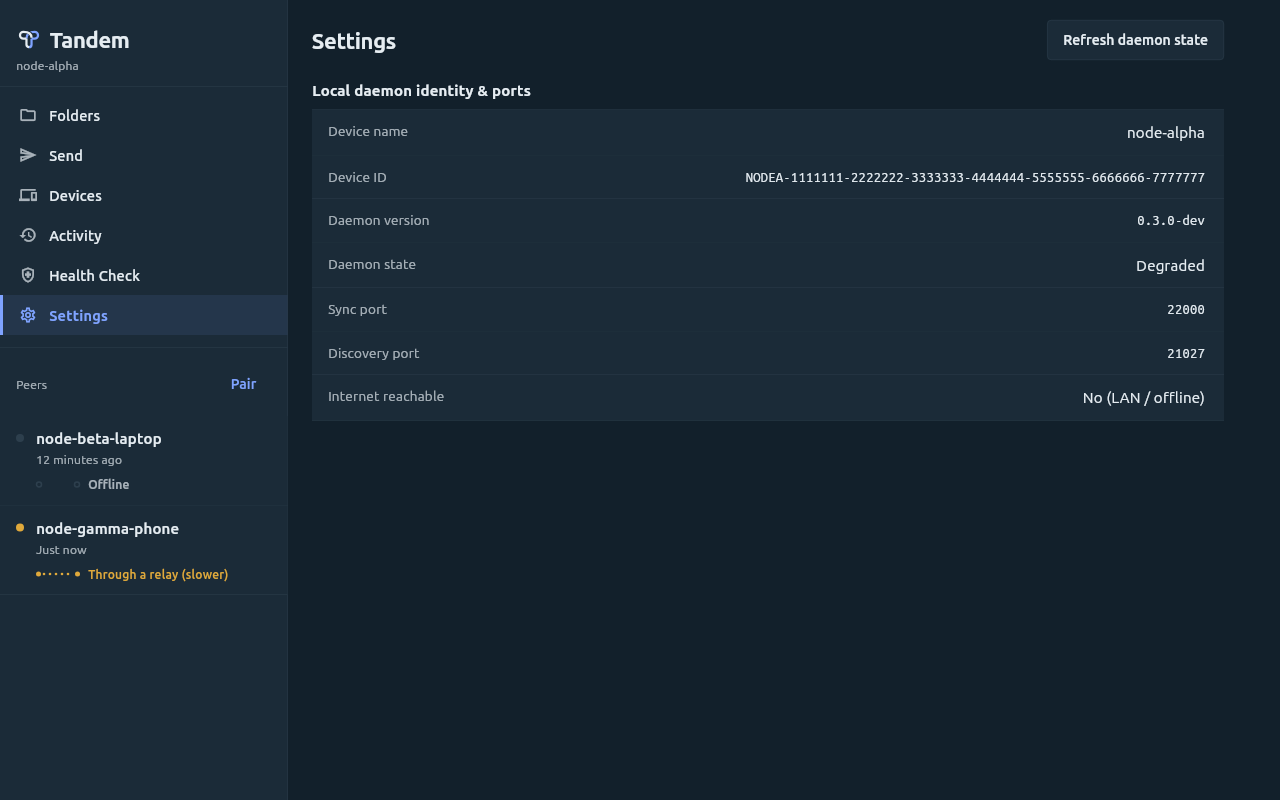 Tandem
node-alpha
Folders
Send
Devices
Activity
Health Check
Settings
Peers
Pair
node-beta-laptop
12 minutes ago
Offline
node-gamma-phone
Just now
Through a relay (slower)
Settings
Refresh daemon state
Local daemon identity & ports
Device name
node-alpha
Device ID
NODEA-1111111-2222222-3333333-4444444-5555555-6666666-7777777
Daemon version
0.3.0-dev
Daemon state
Degraded
Sync port
22000
Discovery port
21027
Internet reachable
No (LAN / offline)